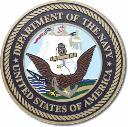 DEPARTMENT OF THE NAVY
UNITED STATES OF AMERICA